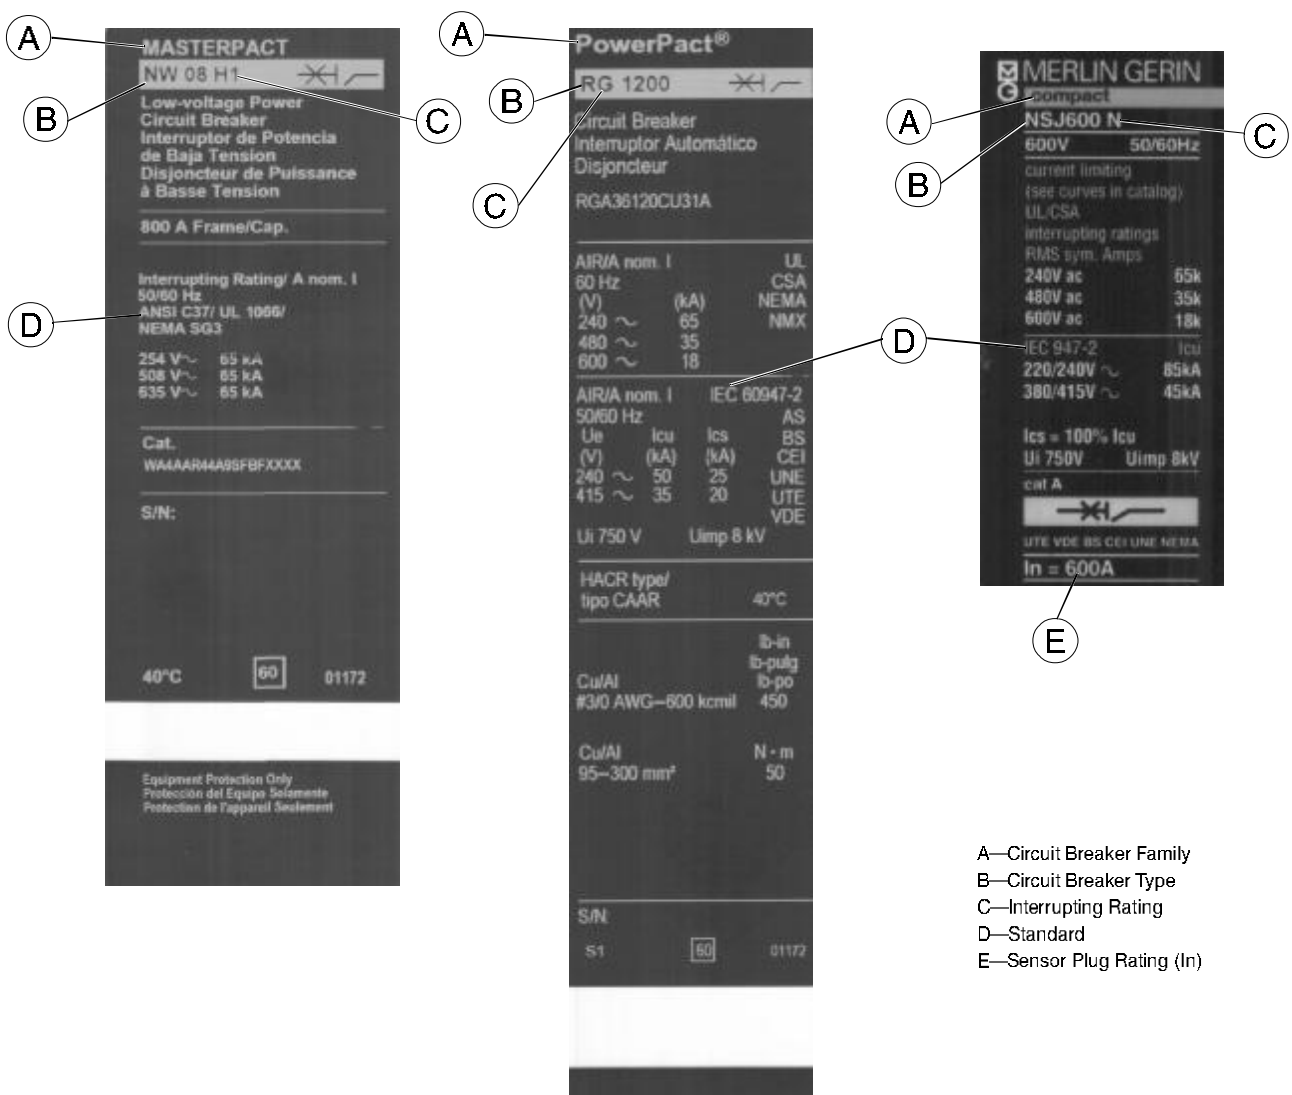 A
MASTERPACT
B
NW 08 H1
C
Low-voltage Power
Circuit Breaker
Interruptor de Potencia
de Baja Tension
Disjoncteur de Puissance
à Basse Tension
800 A Frame/Cap.
Interrupting Rating/ A nom. I
50/60 Hz
D
ANSI C37/ UL 1066/
NEMA SG3
254 V~ 65 kA
508 V~ 65 kA
635 V~ 65 kA
Cat.
WA4AAR44A9SFBFXXXX
S/N:
40°C 60 01172
Equipment Protection Only
Protección del Equipo Solamente
Protection de l'appareil Seulement
A
PowerPact®
B
RG 1200
C
Circuit Breaker
Interruptor Automático
Disjoncteur
RGA36120CU31A
AIR/A nom. I UL
60 Hz CSA
(V) (kA) NEMA
240 ~ 65 NMX
480 ~ 35
600 ~ 18
D
AIR/A nom. I IEC 60947-2
50/60 Hz AS
Ue Icu Ics BS
(V) (kA) (kA) CEI
240 ~ 50 25 UNE
415 ~ 35 20 UTE
VDE
Ui 750 V Uimp 8 kV
HACR type/
tipo CAAR 40°C
lb-in
lb-pulg
Cu/Al lb-po
#3/0 AWG–600 kcmil 450
Cu/Al N • m
95–300 mm² 50
S/N:
S1 60 01172
MG MERLIN GERIN
A
compact
B
NSJ600 N
C
600V 50/60Hz
current limiting
(see curves in catalog)
UL/CSA
interrupting ratings
RMS sym. Amps
240V ac 65k
480V ac 35k
600V ac 18k
IEC 947-2 Icu
220/240V ~ 85kA
380/415V ~ 45kA
Ics = 100% Icu
Ui 750V Uimp 8kV
cat A
UTE VDE BS CEI UNE NEMA
In = 600A
E
A—Circuit Breaker Family
B—Circuit Breaker Type
C—Interrupting Rating
D—Standard
E—Sensor Plug Rating (In)